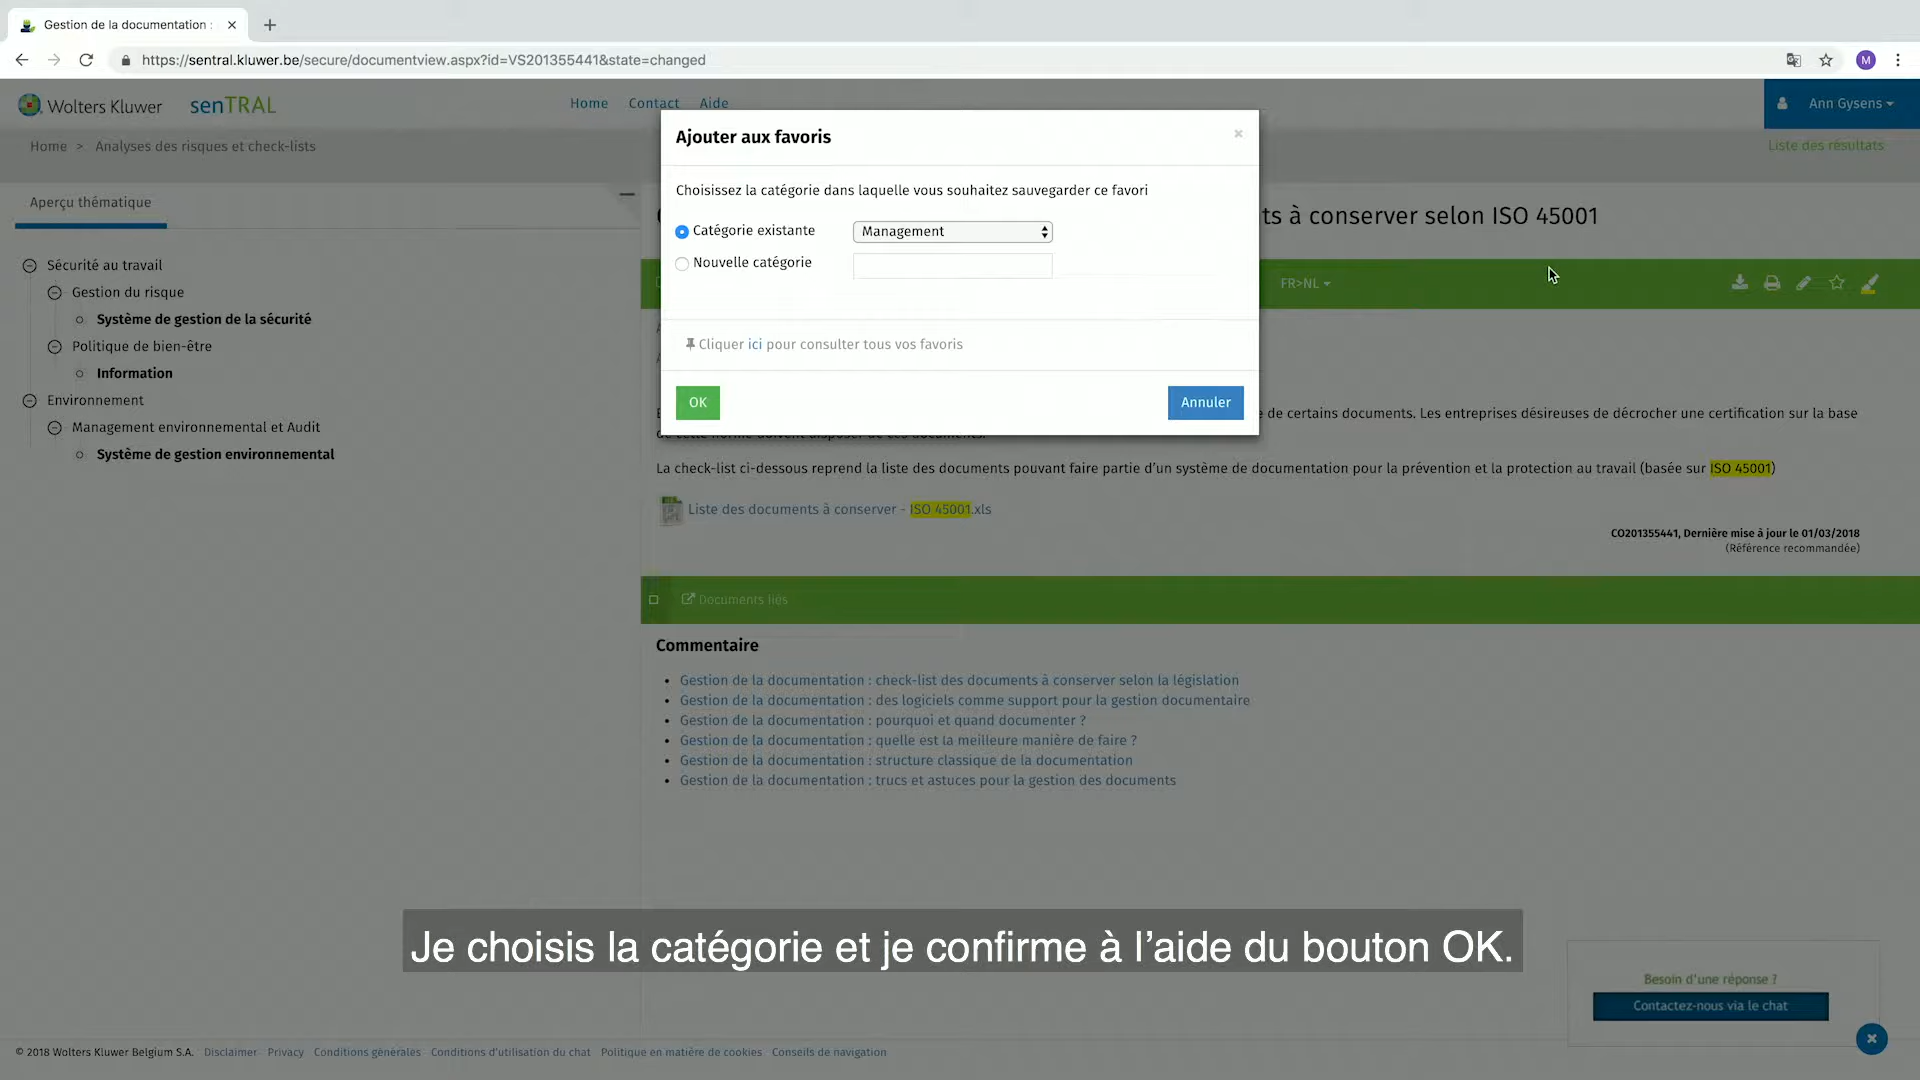 Gestion de la documentation :
https://sentral.kluwer.be/secure/documentview.aspx?id=VS201355441&state=changed
M
Wolters Kluwer senTRAL
Home Contact Aide
Ann Gysens
Home > Analyses des risques et check-lists
Liste des résultats
Aperçu thématique
Sécurité au travail
Gestion du risque
Système de gestion de la sécurité
Politique de bien-être
Information
Environnement
Management environnemental et Audit
Système de gestion environnemental
Ajouter aux favoris
Choisissez la catégorie dans laquelle vous souhaitez sauvegarder ce favori
Catégorie existante Management
Nouvelle catégorie
Cliquer ici pour consulter tous vos favoris
OK Annuler
ts à conserver selon ISO 45001
FR>NL
e de certains documents. Les entreprises désireuses de décrocher une certification sur la base
de cette norme doivent disposer de ces documents.
La check-list ci-dessous reprend la liste des documents pouvant faire partie d'un système de documentation pour la prévention et la protection au travail (basée sur ISO 45001)
Liste des documents à conserver - ISO 45001.xls
CO201355441, Dernière mise à jour le 01/03/2018
(Référence recommandée)
Documents liés
Commentaire
• Gestion de la documentation : check-list des documents à conserver selon la législation
• Gestion de la documentation : des logiciels comme support pour la gestion documentaire
• Gestion de la documentation : pourquoi et quand documenter ?
• Gestion de la documentation : quelle est la meilleure manière de faire ?
• Gestion de la documentation : structure classique de la documentation
• Gestion de la documentation : trucs et astuces pour la gestion des documents
Je choisis la catégorie et je confirme à l'aide du bouton OK.
Besoin d'une réponse ?
Contactez-nous via le chat
© 2018 Wolters Kluwer Belgium S.A. Disclaimer Privacy Conditions générales Conditions d'utilisation du chat Politique en matière de cookies Conseils de navigation